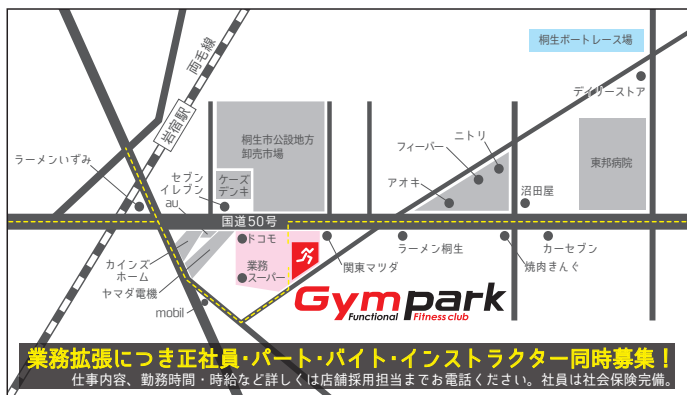 桐生ボートレース場
両毛線
デイリーストア
岩宿駅
桐生市公設地方
卸売市場
ニトリ
フィーバー
ラーメンいずみ
セブン
イレブン
ケーズ
デンキ
東邦病院
アオキ
au
沼田屋
国道50号
ドコモ
カインズ
ホーム
業務
スーパー
関東マツダ
ラーメン桐生
カーセブン
焼肉きんぐ
ヤマダ電機
mobil
Gympark
Functional Fitness club
業務拡張につき正社員・パート・バイト・インストラクター同時募集！
仕事内容、勤務時間・時給など詳しくは店舗採用担当までお電話ください。社員は社会保険完備。